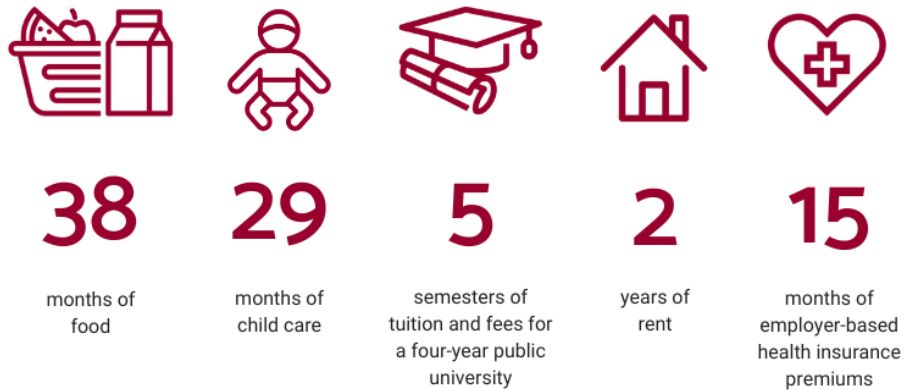 38
months of
food
29
months of
child care
5
semesters of
tuition and fees for
a four-year public
university
2
years of
rent
15
months of
employer-based
health insurance
premiums